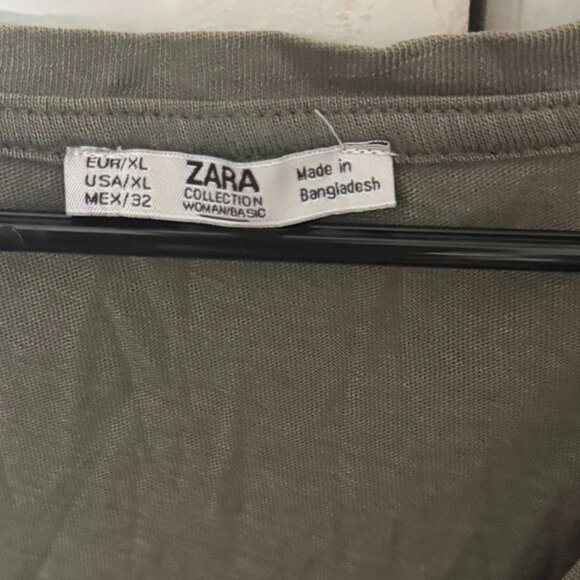 EUR/XL
USA/XL
MEX/32
ZARA
COLLECTION
WOMAN/BASIC
Made in
Bangladesh